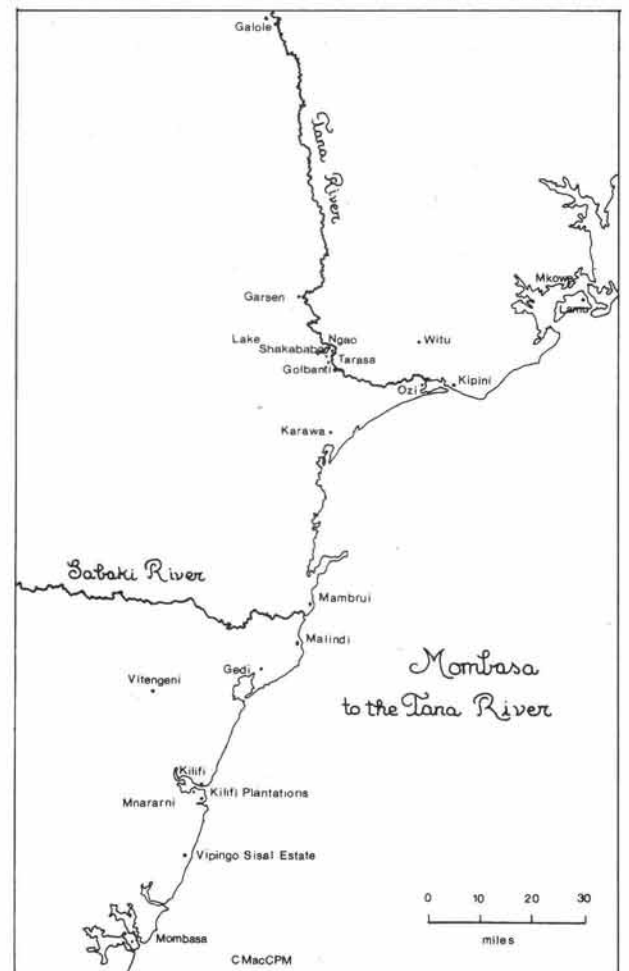 Galole
Tana River
Mkowe
Lamu
Garsen
Lake
Ngao
Witu
Shakababo
Tarasa
Golbanti
Ozi
Kipini
Karawa
Sabaki River
Mambrui
Malindi
Gedi
Mombasa
to the Tana River
Vitengeni
Kilifi
Kilifi Plantations
Mnararni
Vipingo Sisal Estate
0 10 20 30
miles
Mombasa
CMacCPM